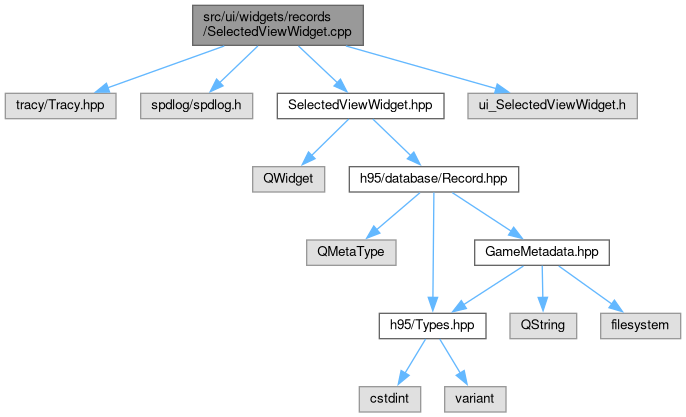 src/ui/widgets/records
/SelectedViewWidget.cpp
tracy/Tracy.hpp
spdlog/spdlog.h
SelectedViewWidget.hpp
ui_SelectedViewWidget.h
QWidget
h95/database/Record.hpp
QMetaType
GameMetadata.hpp
h95/Types.hpp
QString
filesystem
cstdint
variant